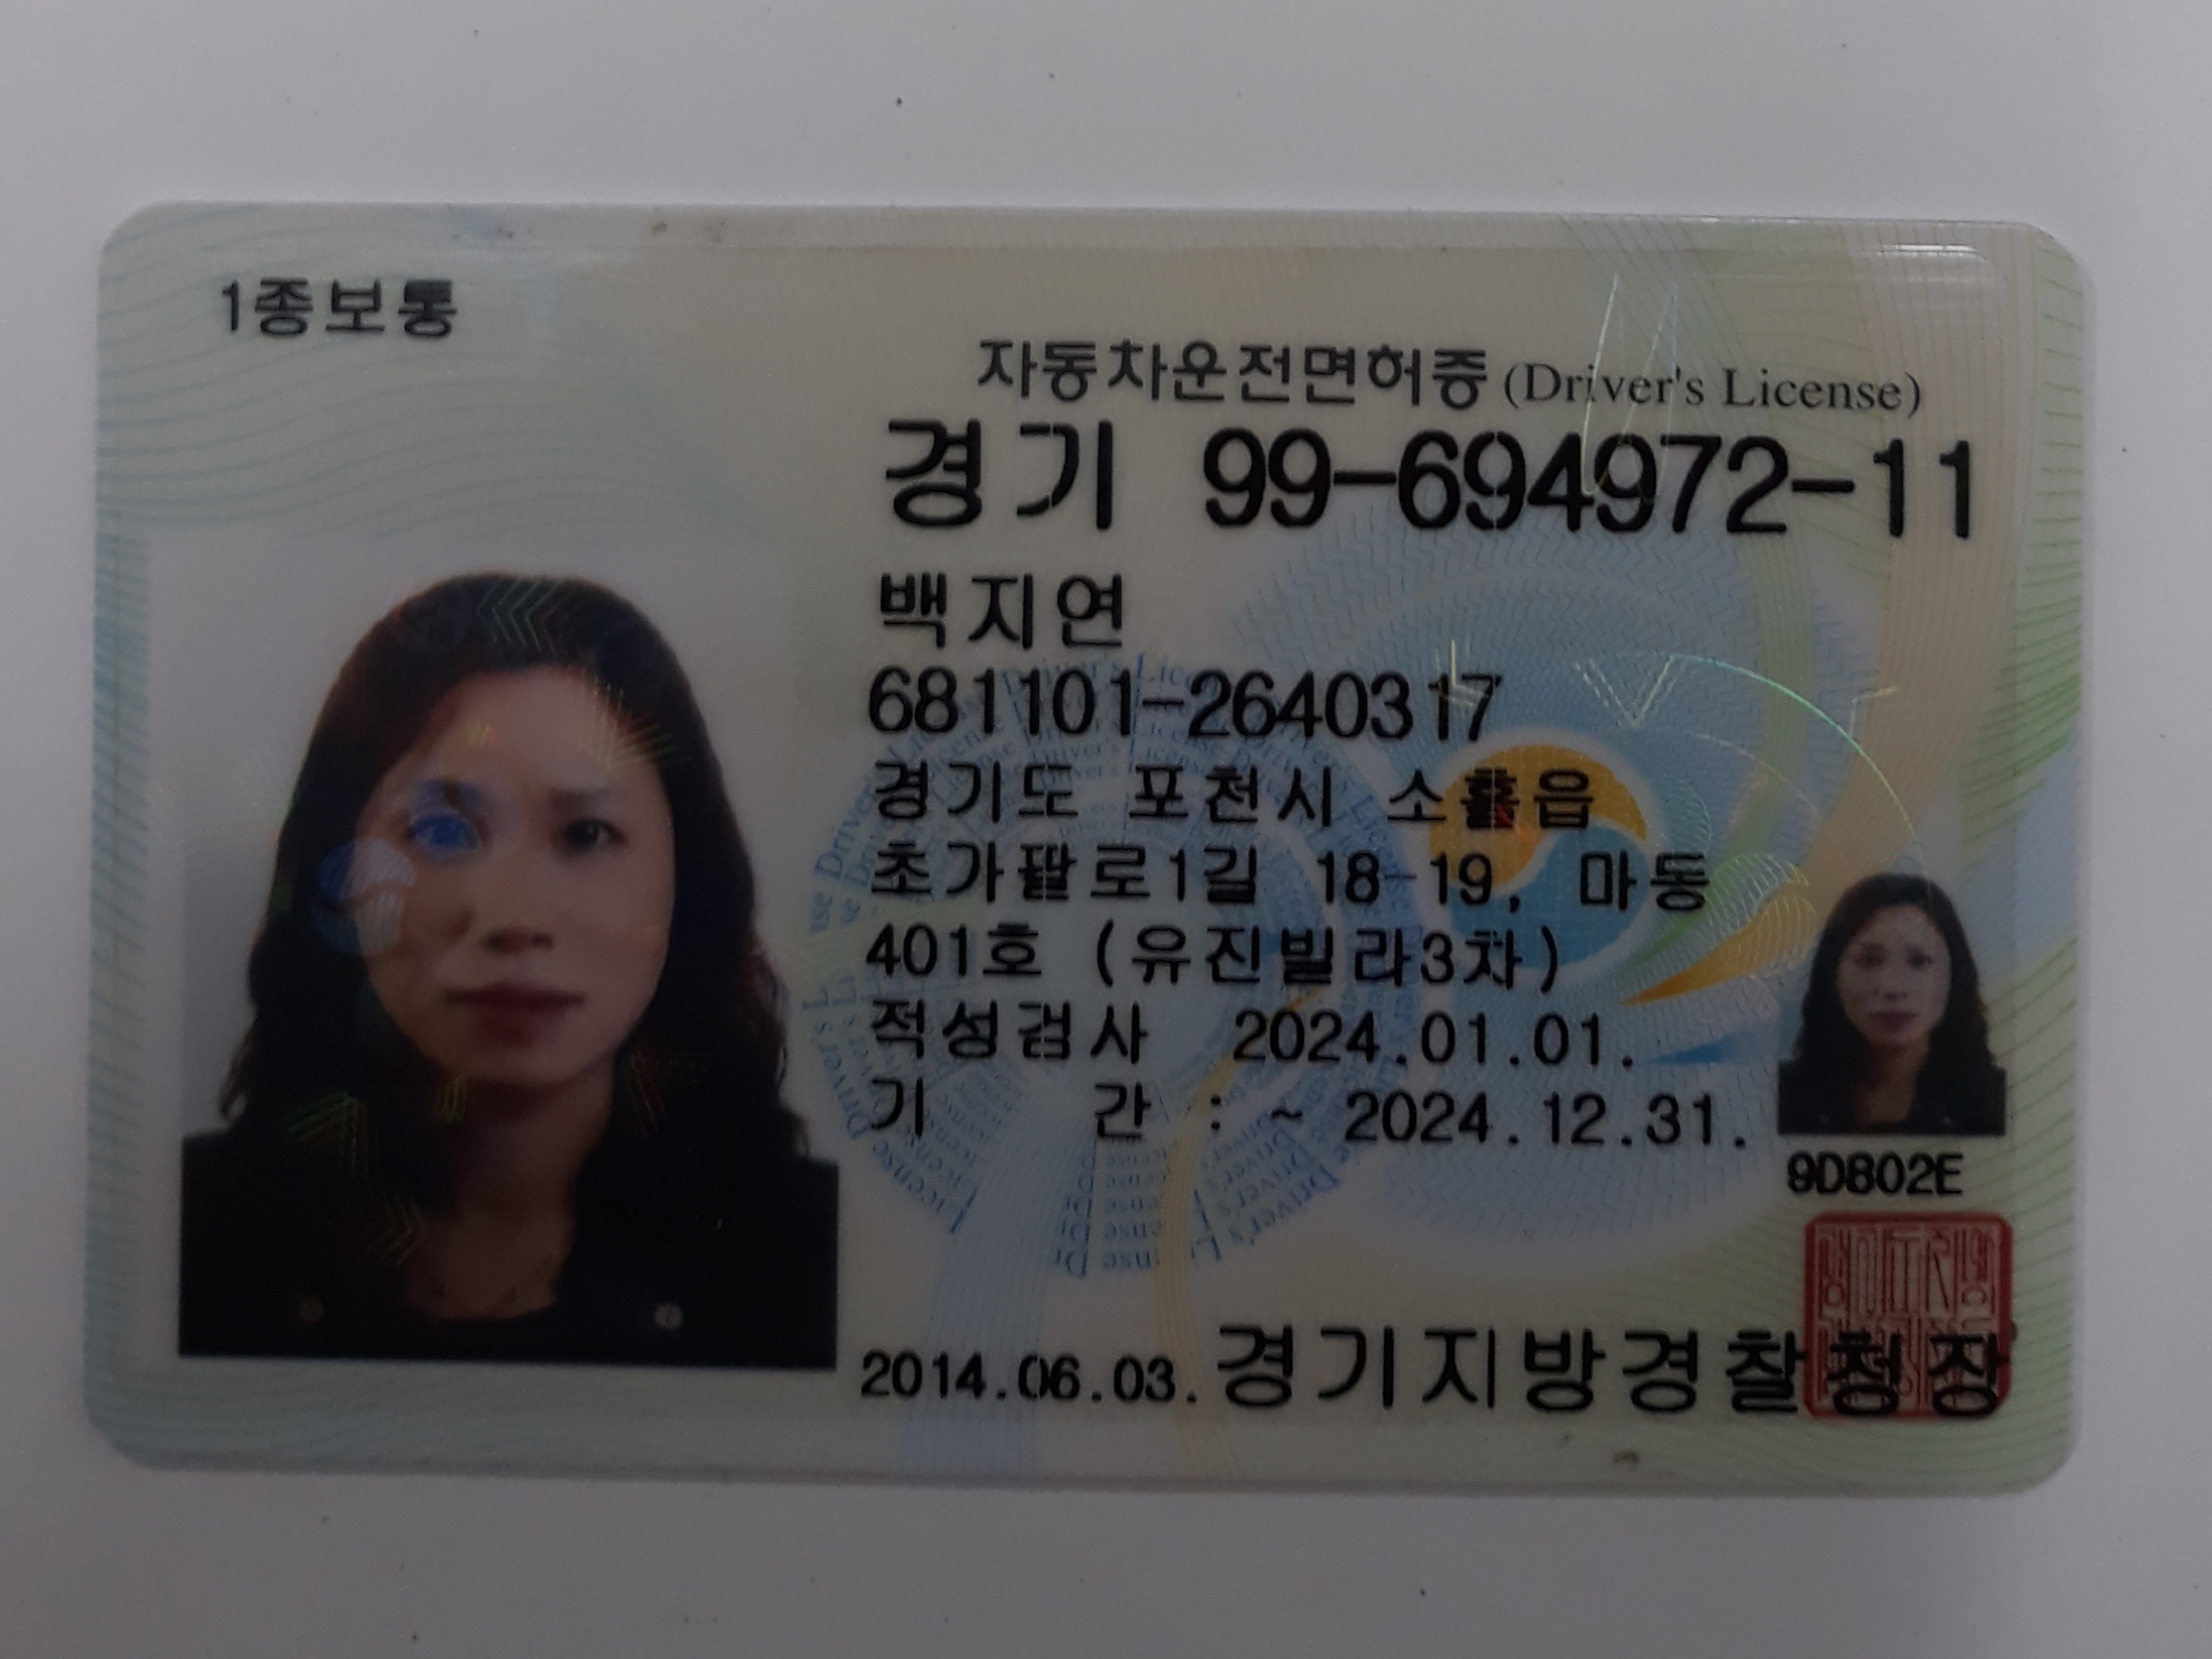 1종보통
자동차운전면허증 (Driver's License)
경기 99-694972-11
백지연
681101-2640317
경기도 포천시 소흘읍
초가팔로1길 18-19, 마동
401호 (유진빌라3차)
적성검사 2024.01.01.
기 간 : ~ 2024.12.31.
9D802E
2014.06.03. 경기지방경찰청장